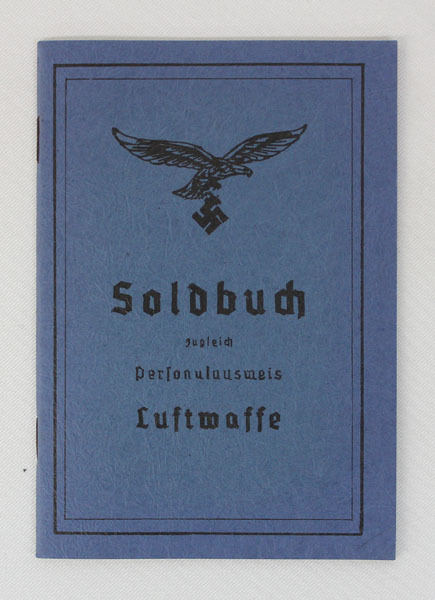 Soldbuch
zugleich
Personalausweis
Luftwaffe